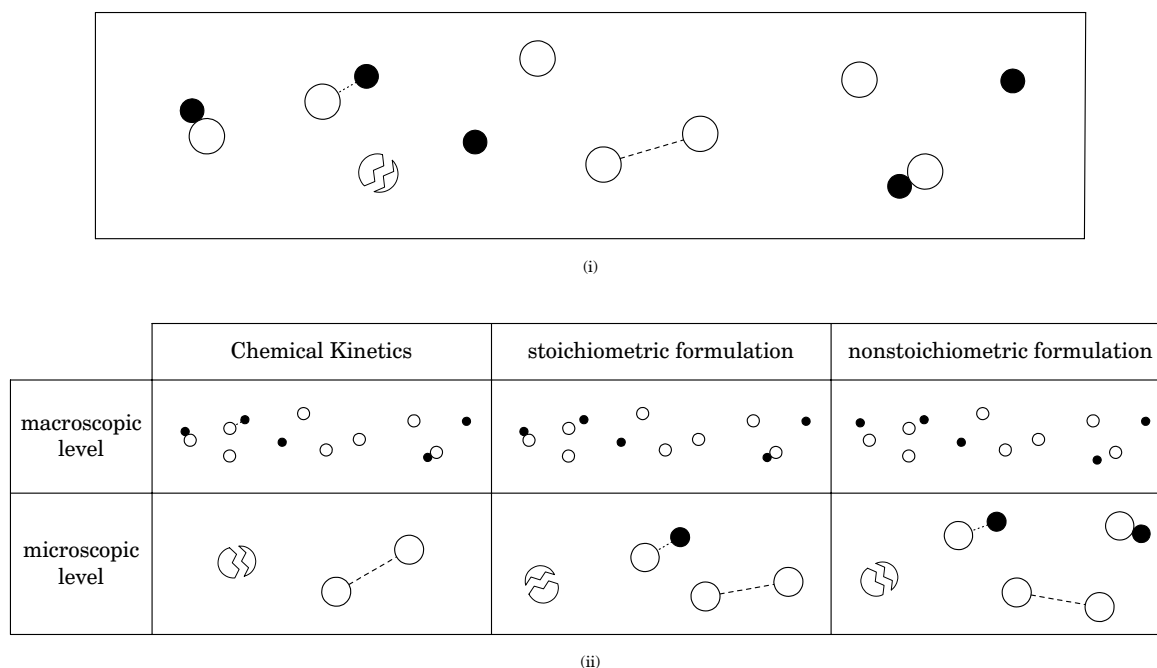 (i)
Chemical Kinetics
stoichiometric formulation
nonstoichiometric formulation
macroscopic
level
microscopic
level
(ii)